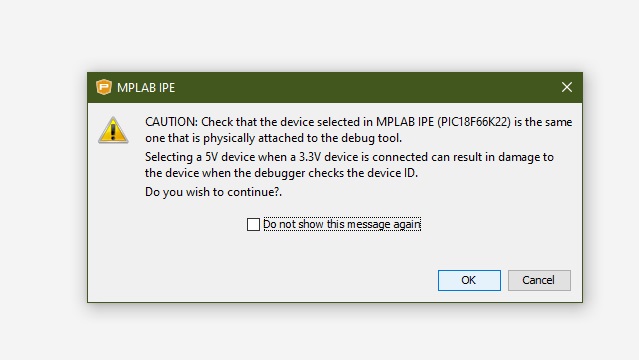 MPLAB IPE
CAUTION: Check that the device selected in MPLAB IPE (PIC18F66K22) is the same
one that is physically attached to the debug tool.
Selecting a 5V device when a 3.3V device is connected can result in damage to
the device when the debugger checks the device ID.
Do you wish to continue?.
Do not show this message again
OK
Cancel